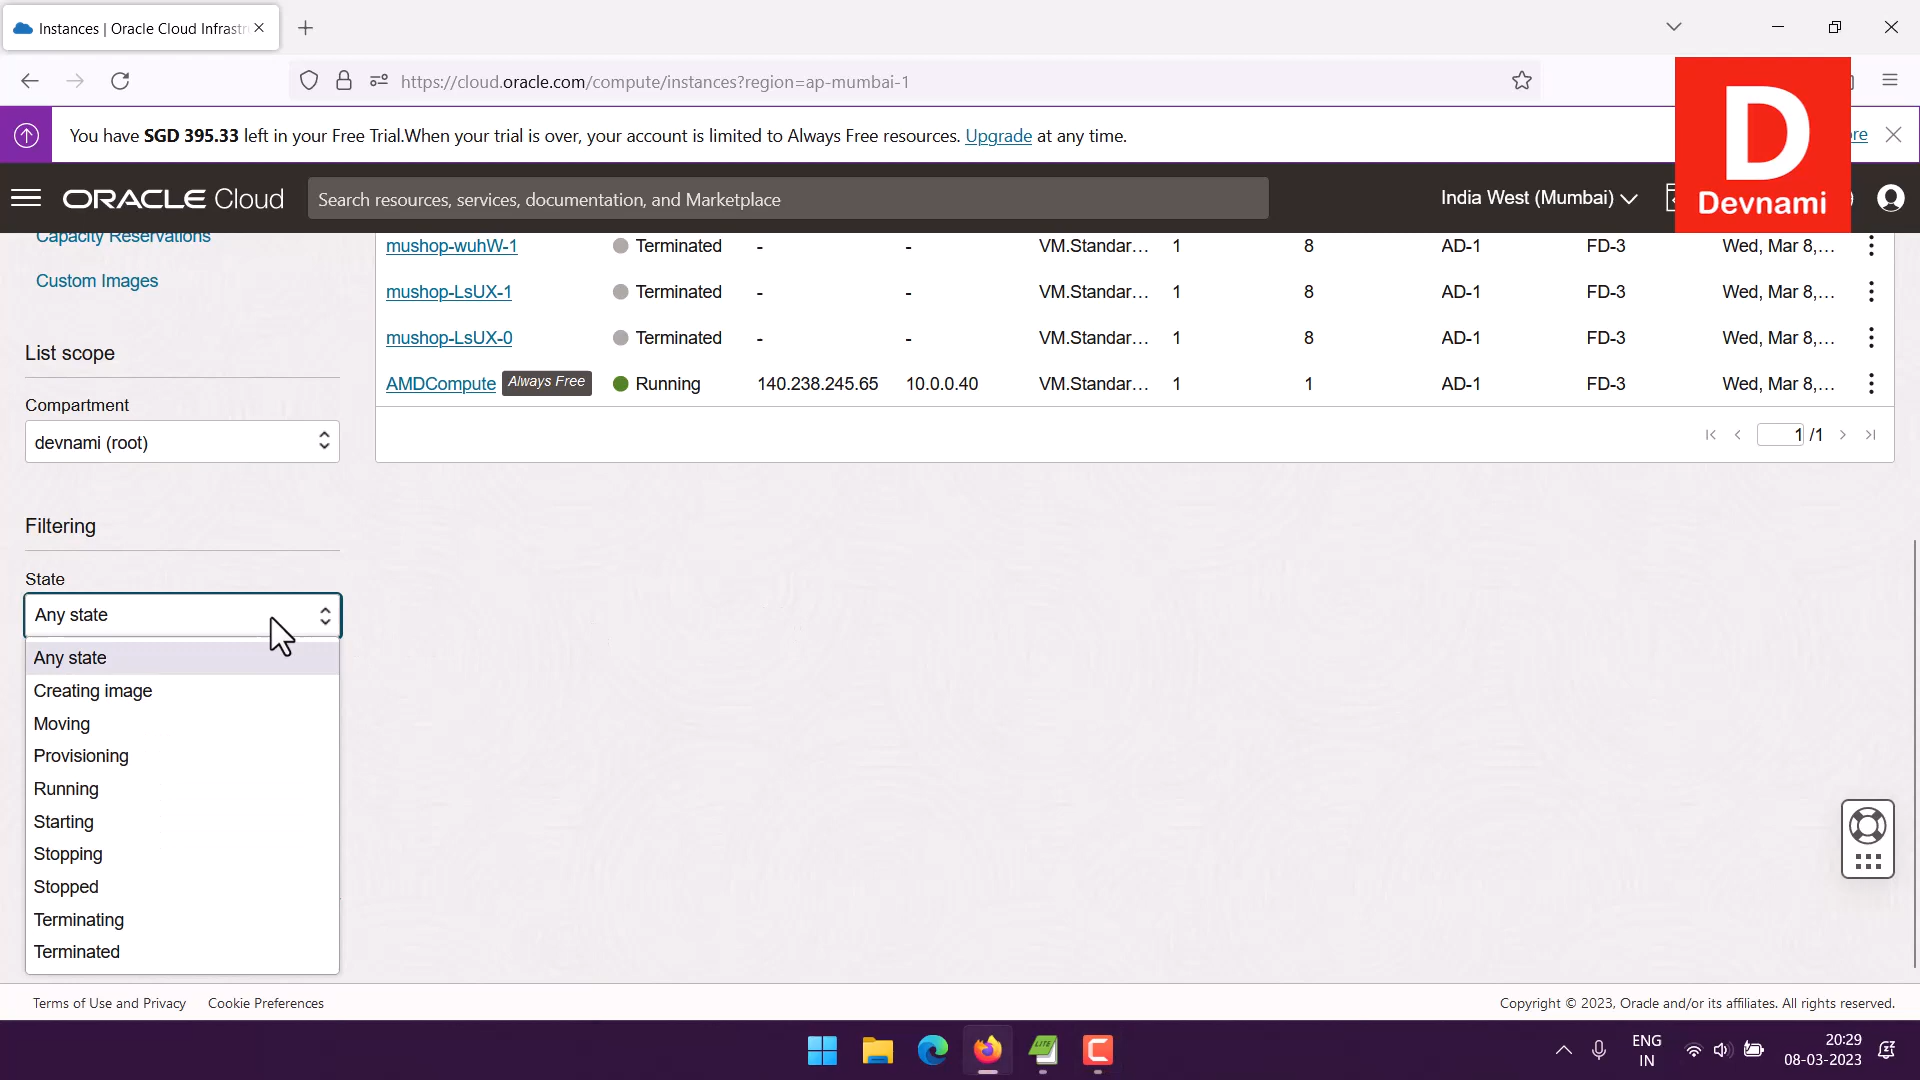 Instances | Oracle Cloud Infrastr
https://cloud.oracle.com/compute/instances?region=ap-mumbai-1
You have SGD 395.33 left in your Free Trial.When your trial is over, your account is limited to Always Free resources. Upgrade at any time.
ORACLE Cloud
Search resources, services, documentation, and Marketplace
India West (Mumbai)
D
Devnami
Capacity Reservations
Custom Images
List scope
Compartment
devnami (root)
Filtering
State
Any state
Any state
Creating image
Moving
Provisioning
Running
Starting
Stopping
Stopped
Terminating
Terminated
mushop-wuhW-1 Terminated - - VM.Standar... 1 8 AD-1 FD-3 Wed, Mar 8,...
mushop-LsUX-1 Terminated - - VM.Standar... 1 8 AD-1 FD-3 Wed, Mar 8,...
mushop-LsUX-0 Terminated - - VM.Standar... 1 8 AD-1 FD-3 Wed, Mar 8,...
AMDCompute Always Free Running 140.238.245.65 10.0.0.40 VM.Standar... 1 1 AD-1 FD-3 Wed, Mar 8,...
1 /1
Terms of Use and Privacy Cookie Preferences
Copyright © 2023, Oracle and/or its affiliates. All rights reserved.
LITE
ENG
IN
20:29
08-03-2023